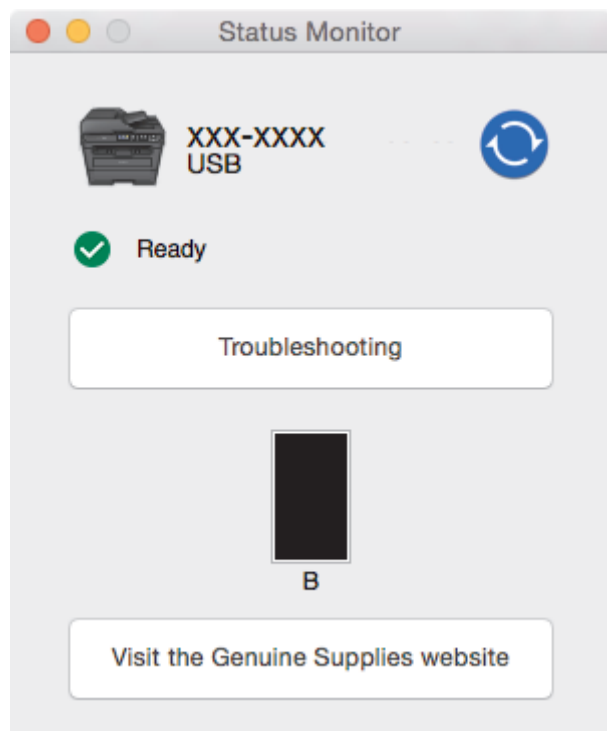 Status Monitor
XXX-XXXX
USB
Ready
Troubleshooting
B
Visit the Genuine Supplies website